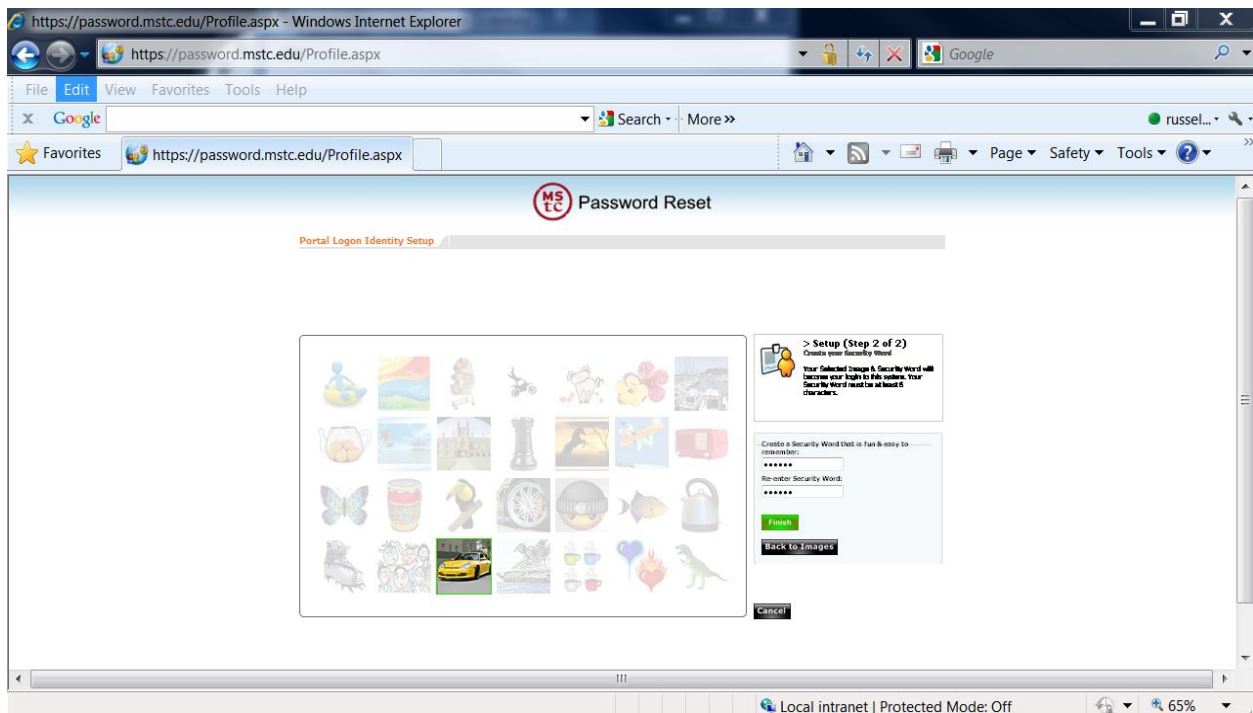 https://password.mstc.edu/Profile.aspx - Windows Internet Explorer
https://password.mstc.edu/Profile.aspx
Google
File Edit View Favorites Tools Help
x Google Search More »
russel...
Favorites https://password.mstc.edu/Profile.aspx
Page Safety Tools
»
MSTC Password Reset
Portal Logon Identity Setup
> Setup (Step 2 of 2)
Create your Security Word
Your Selected Image & Security Word will
become your login to this system. Your
Security Word must be at least 6
characters.
Create a Security Word that is fun & easy to
remember:
••••••
Re-enter Security Word:
••••••
Finish
Back to Images
Cancel
Local intranet | Protected Mode: Off
65%